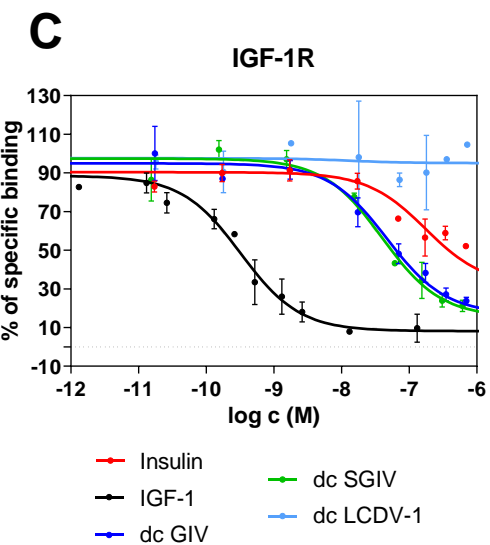 C
IGF-1R
% of specific binding
130
110
90
70
50
30
10
-10
-12 -11 -10 -9 -8 -7 -6
log c (M)
Insulin
IGF-1
dc GIV
dc SGIV
dc LCDV-1